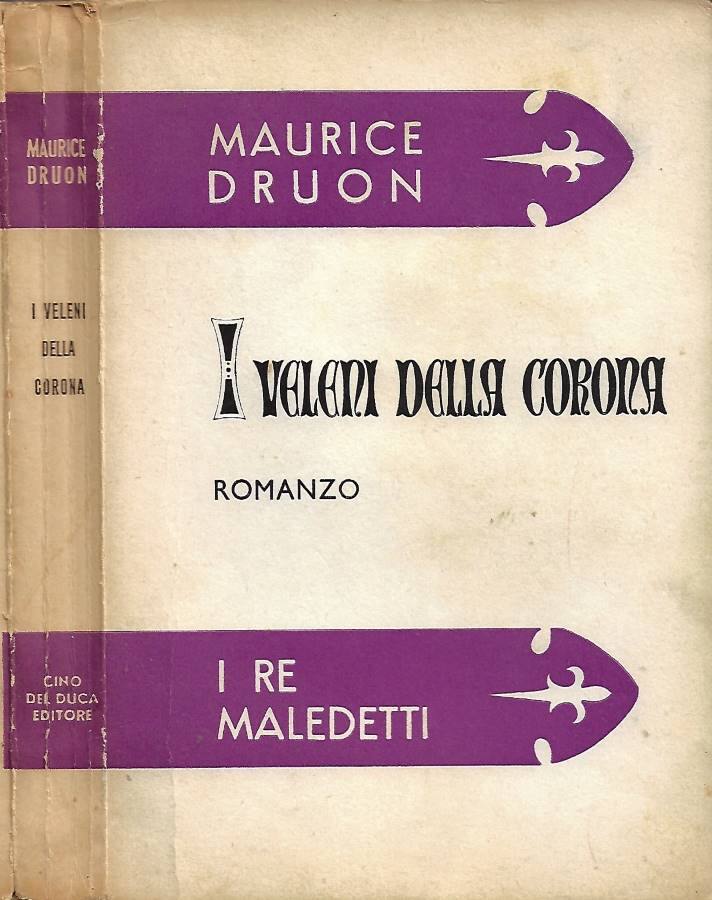 MAURICE
DRUON
I VELENI
DELLA
CORONA
CINO
DEL DUCA
EDITORE
MAURICE
DRUON
I VELENI DELLA CORONA
ROMANZO
I RE
MALEDETTI